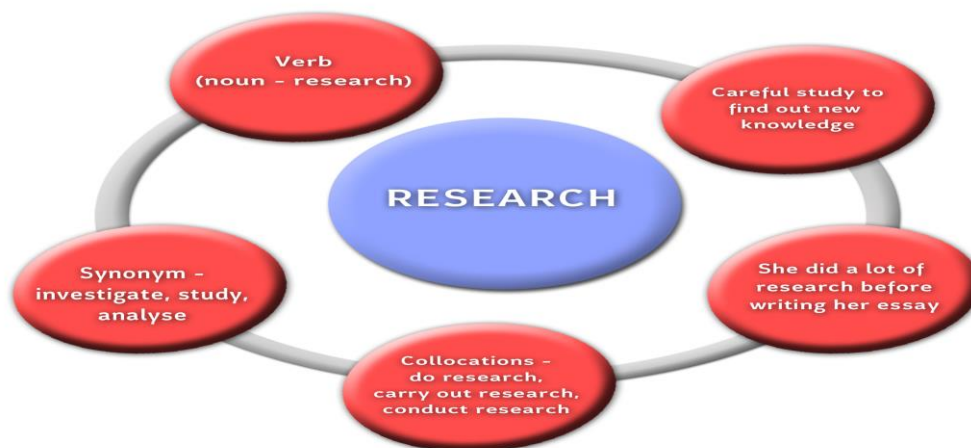 Verb
(noun – research)
Careful study to
find out new
knowledge
RESEARCH
Synonym –
investigate, study,
analyse
She did a lot of
research before
writing her essay
Collocations –
do research,
carry out research,
conduct research